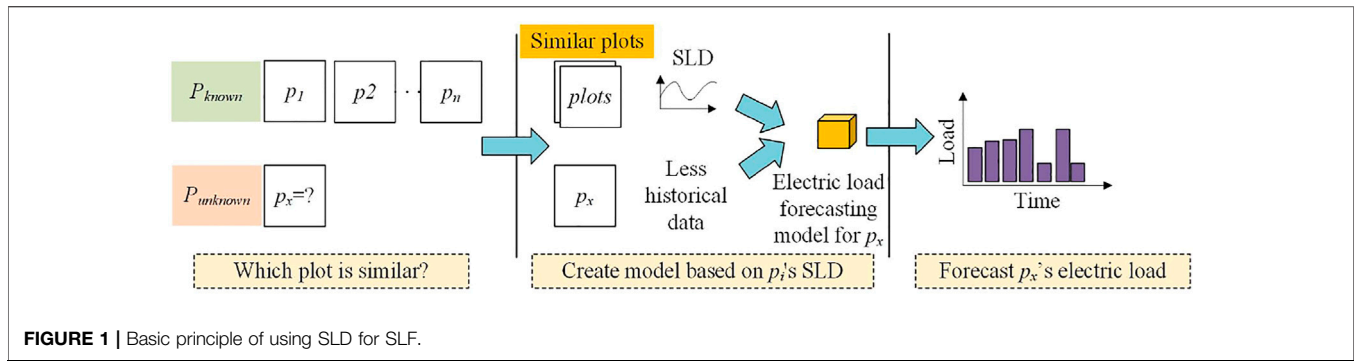 Similar plots
SLD
P_known
p_1
p2
. .
p_n
plots
Load
P_unknown
p_x=?
p_x
Less
historical
data
Electric load
forecasting
model for p_x
Time
Which plot is similar?
Create model based on p_i's SLD
Forecast p_x's electric load
FIGURE 1 | Basic principle of using SLD for SLF.